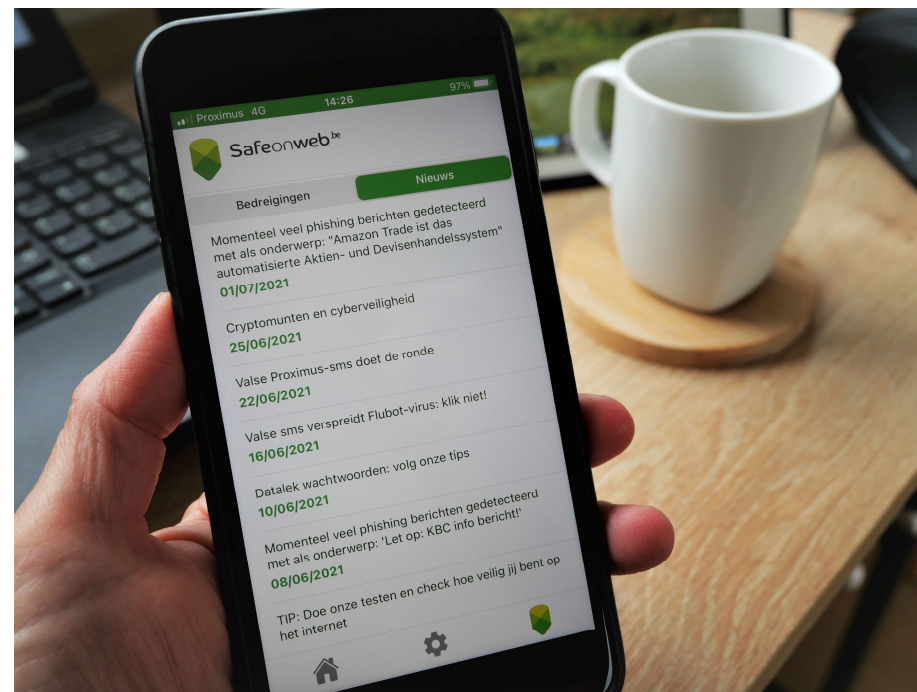 Proximus 4G 14:26 97%
Safeonweb.be
Bedreigingen Nieuws
Momenteel veel phishing berichten gedetecteerd
met als onderwerp: "Amazon Trade ist das
automatisierte Aktien- und Devisenhandelssystem"
01/07/2021
Cryptomunten en cyberveiligheid
25/06/2021
Valse Proximus-sms doet de ronde
22/06/2021
Valse sms verspreidt Flubot-virus: klik niet!
16/06/2021
Datalek wachtwoorden: volg onze tips
10/06/2021
Momenteel veel phishing berichten gedetecteerd
met als onderwerp: 'Let op: KBC info bericht!'
08/06/2021
TIP: Doe onze testen en check hoe veilig jij bent op
het internet